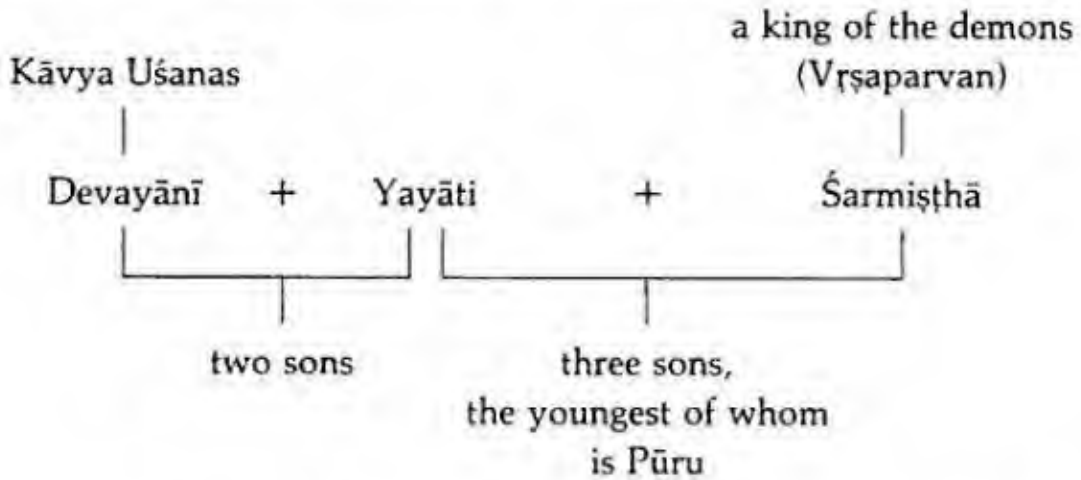 a king of the demons
Kāvya Uśanas
(Vṛṣaparvan)
Devayānī + Yayāti + Śarmiṣṭhā
two sons
three sons,
the youngest of whom
is Pūru